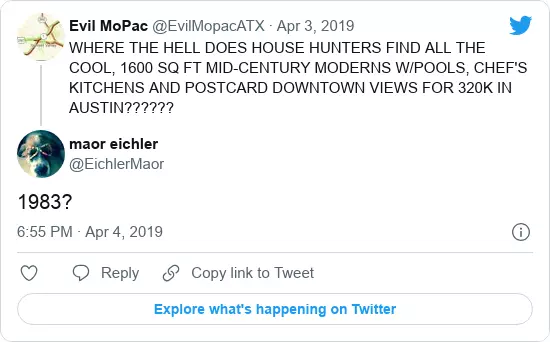 Evil MoPac @EvilMopacATX · Apr 3, 2019
WHERE THE HELL DOES HOUSE HUNTERS FIND ALL THE
COOL, 1600 SQ FT MID-CENTURY MODERNS W/POOLS, CHEF'S
KITCHENS AND POSTCARD DOWNTOWN VIEWS FOR 320K IN
AUSTIN??????
maor eichler
@EichlerMaor
1983?
6:55 PM · Apr 4, 2019
Reply
Copy link to Tweet
Explore what's happening on Twitter